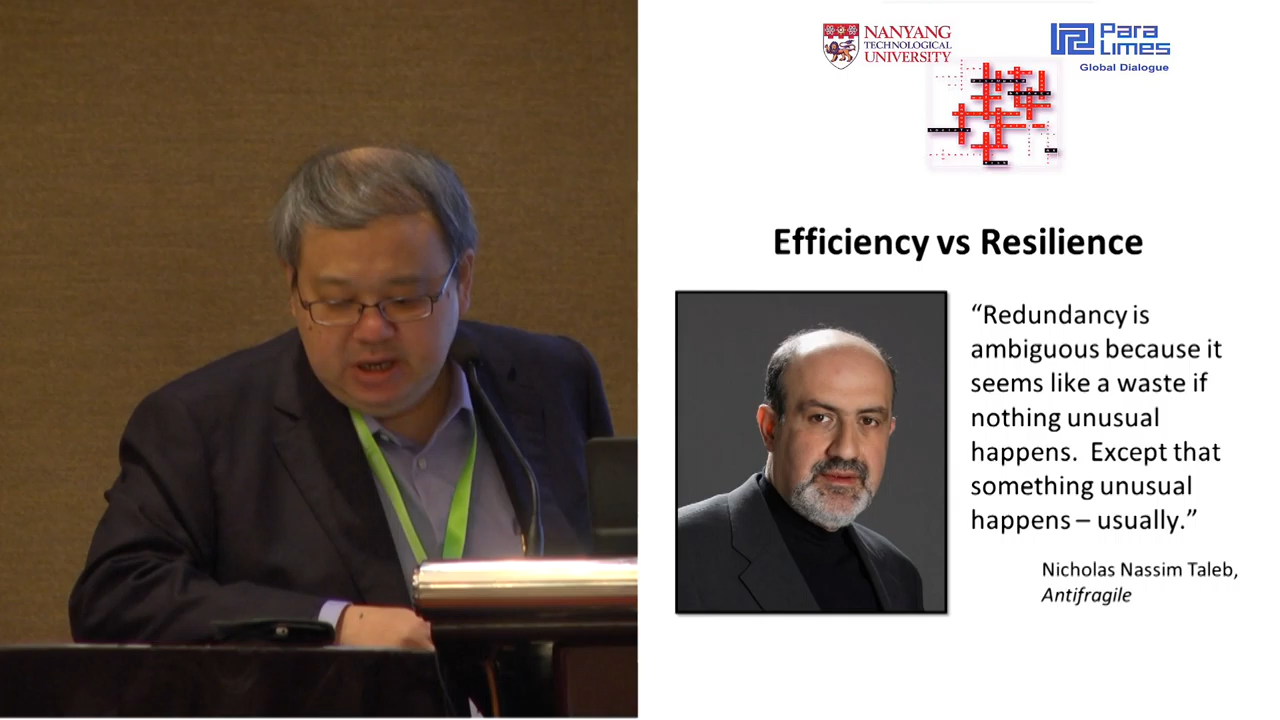 NANYANG
TECHNOLOGICAL
UNIVERSITY
Para
Limes
Global Dialogue
Efficiency vs Resilience
“Redundancy is
ambiguous because it
seems like a waste if
nothing unusual
happens.  Except that
something unusual
happens – usually.”
Nicholas Nassim Taleb,
Antifragile